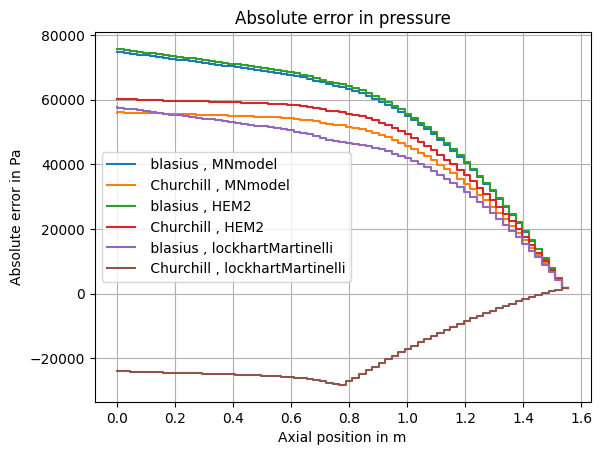 Absolute error in pressure
Absolute error in Pa
80000
60000
40000
20000
0
−20000
blasius , MNmodel
Churchill , MNmodel
blasius , HEM2
Churchill , HEM2
blasius , lockhartMartinelli
Churchill , lockhartMartinelli
0.0 0.2 0.4 0.6 0.8 1.0 1.2 1.4 1.6
Axial position in m